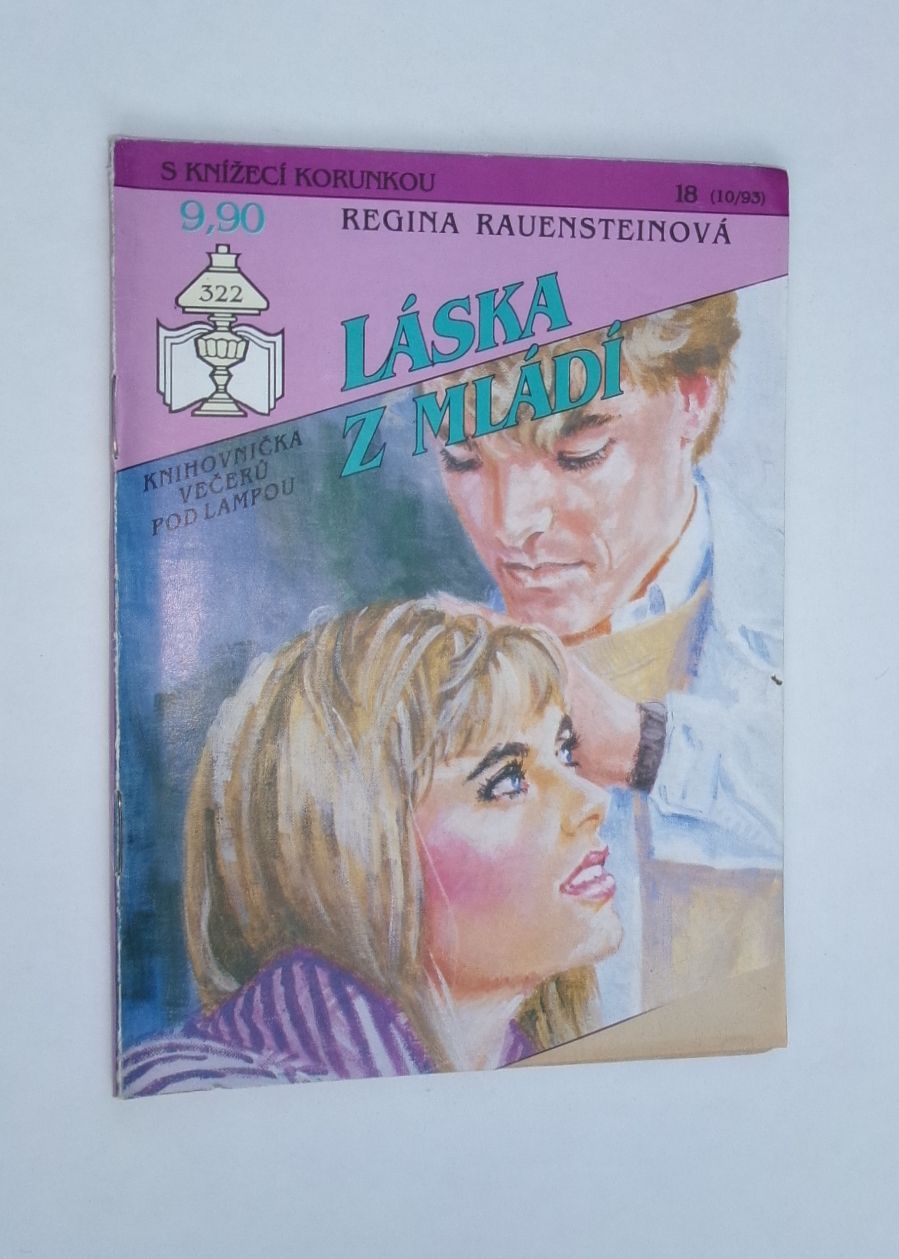 S KNÍŽECÍ KORUNKOU
18 (10/93)
9,90
REGINA RAUENSTEINOVÁ
322
LÁSKA
Z MLÁDÍ
KNIHOVNIČKA
VEČERŮ
POD LAMPOU